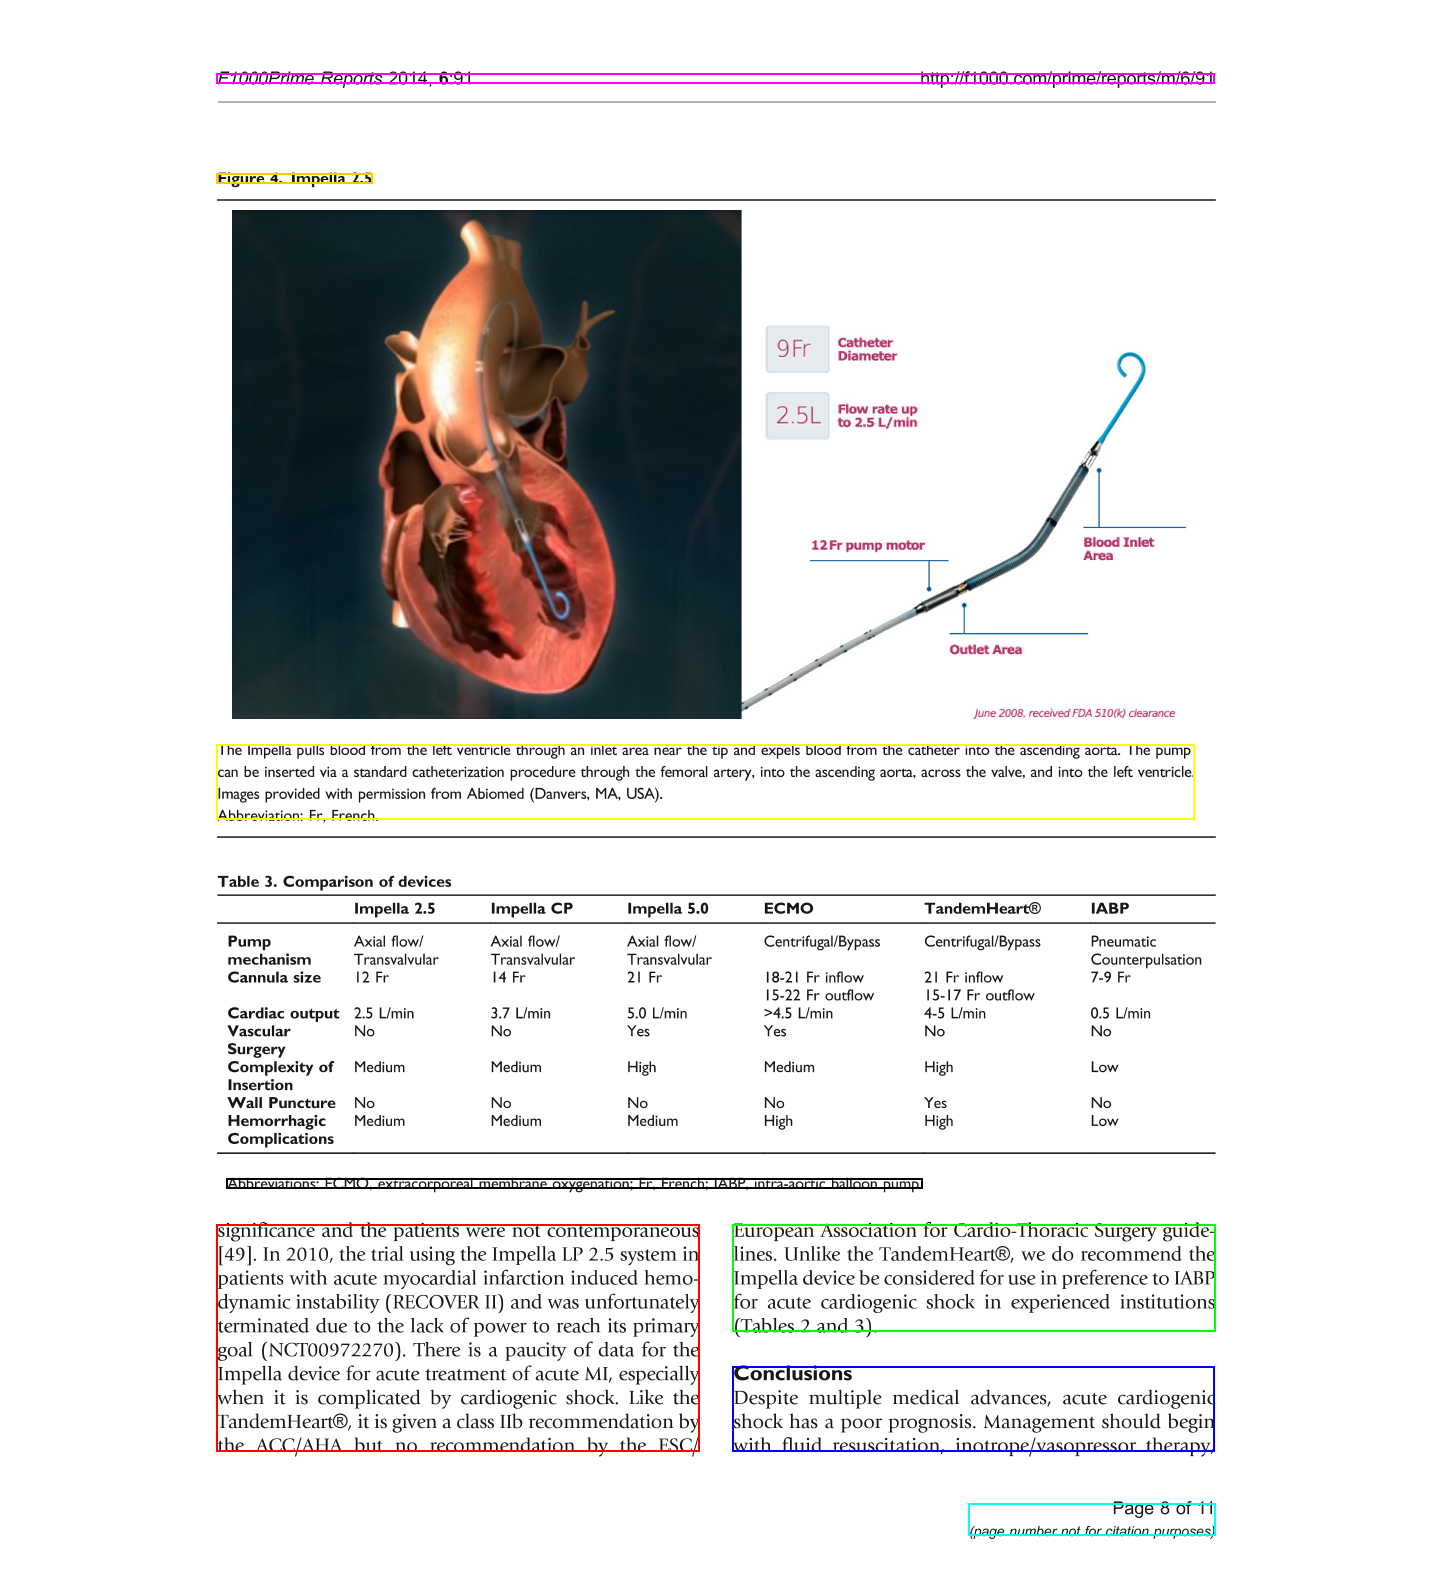 F1000Prime Reports 2014, 6:91 http://f1000.com/prime/reports/m/6/91
Figure 4. Impella 2.5
9Fr Catheter
Diameter
2.5L Flow rate up
to 2.5 L/min
12Fr pump motor
Blood Inlet
Area
Outlet Area
June 2008, received FDA 510(k) clearance
The Impella pulls blood from the left ventricle through an inlet area near the tip and expels blood from the catheter into the ascending aorta. The pump
can be inserted via a standard catheterization procedure through the femoral artery, into the ascending aorta, across the valve, and into the left ventricle.
Images provided with permission from Abiomed (Danvers, MA, USA).
Abbreviation: Fr, French.
Table 3. Comparison of devices
Impella 2.5 Impella CP Impella 5.0 ECMO TandemHeart® IABP
Pump Axial flow/ Axial flow/ Axial flow/ Centrifugal/Bypass Centrifugal/Bypass Pneumatic
mechanism Transvalvular Transvalvular Transvalvular Counterpulsation
Cannula size 12 Fr 14 Fr 21 Fr 18-21 Fr inflow 21 Fr inflow 7-9 Fr
15-22 Fr outflow 15-17 Fr outflow
Cardiac output 2.5 L/min 3.7 L/min 5.0 L/min >4.5 L/min 4-5 L/min 0.5 L/min
Vascular No No Yes Yes No No
Surgery
Complexity of Medium Medium High Medium High Low
Insertion
Wall Puncture No No No No Yes No
Hemorrhagic Medium Medium Medium High High Low
Complications
Abbreviations: ECMO, extracorporeal membrane oxygenation; Fr, French; IABP, intra-aortic balloon pump.
significance and the patients were not contemporaneous
[49]. In 2010, the trial using the Impella LP 2.5 system in
patients with acute myocardial infarction induced hemo-
dynamic instability (RECOVER II) and was unfortunately
terminated due to the lack of power to reach its primary
goal (NCT00972270). There is a paucity of data for the
Impella device for acute treatment of acute MI, especially
when it is complicated by cardiogenic shock. Like the
TandemHeart®, it is given a class IIb recommendation by
the ACC/AHA but no recommendation by the ESC/
European Association for Cardio-Thoracic Surgery guide-
lines. Unlike the TandemHeart®, we do recommend the
Impella device be considered for use in preference to IABP
for acute cardiogenic shock in experienced institutions
(Tables 2 and 3).
Conclusions
Despite multiple medical advances, acute cardiogenic
shock has a poor prognosis. Management should begin
with fluid resuscitation, inotrope/vasopressor therapy,
Page 8 of 11
(page number not for citation purposes)